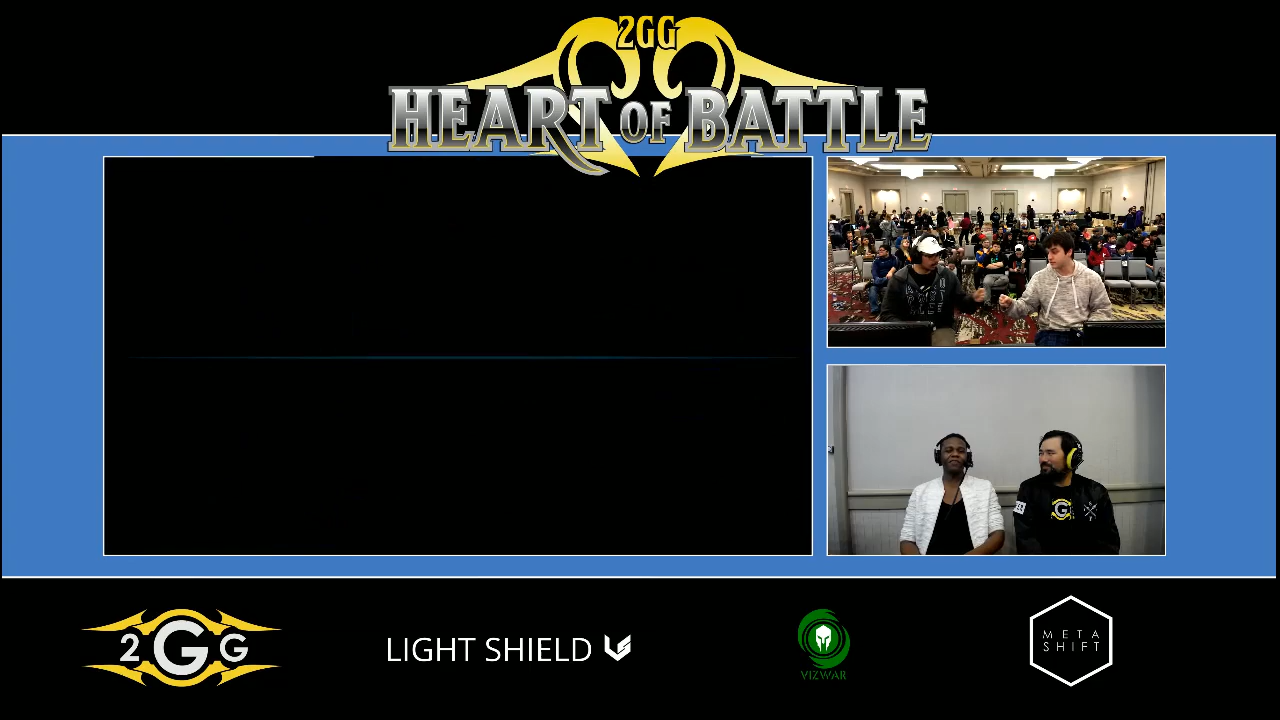 2GG
HEART OF BATTLE
2GG
LIGHT SHIELD
VIZWAR
META
SHIFT